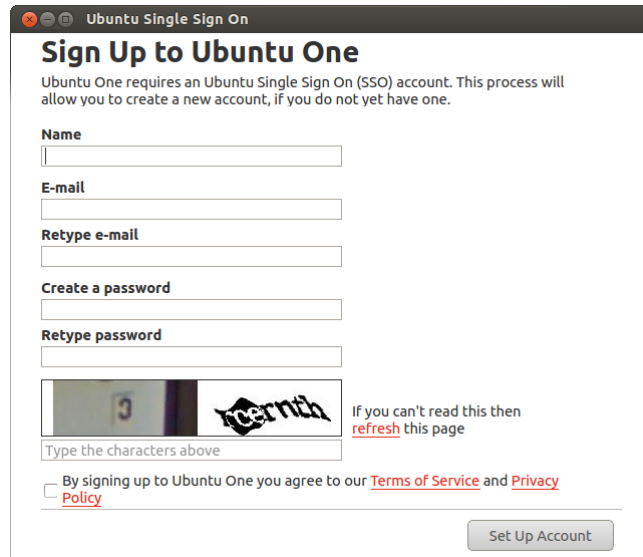 Ubuntu Single Sign On
Sign Up to Ubuntu One
Ubuntu One requires an Ubuntu Single Sign On (SSO) account. This process will
allow you to create a new account, if you do not yet have one.
Name
E-mail
Retype e-mail
Create a password
Retype password
If you can't read this then
refresh this page
Type the characters above
By signing up to Ubuntu One you agree to our Terms of Service and Privacy
Policy
Set Up Account